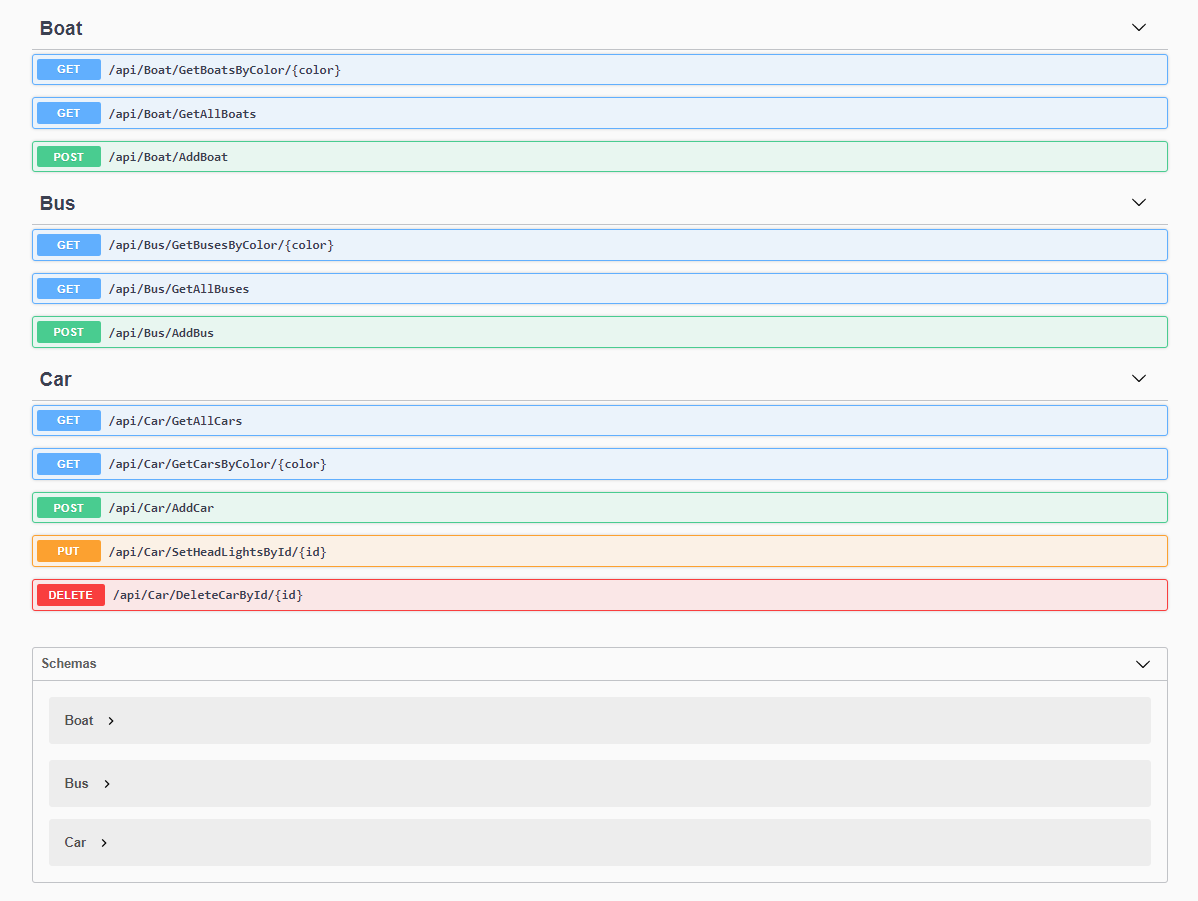 Boat
GET /api/Boat/GetBoatsByColor/{color}
GET /api/Boat/GetAllBoats
POST /api/Boat/AddBoat
Bus
GET /api/Bus/GetBusesByColor/{color}
GET /api/Bus/GetAllBuses
POST /api/Bus/AddBus
Car
GET /api/Car/GetAllCars
GET /api/Car/GetCarsByColor/{color}
POST /api/Car/AddCar
PUT /api/Car/SetHeadLightsById/{id}
DELETE /api/Car/DeleteCarById/{id}
Schemas
Boat
Bus
Car